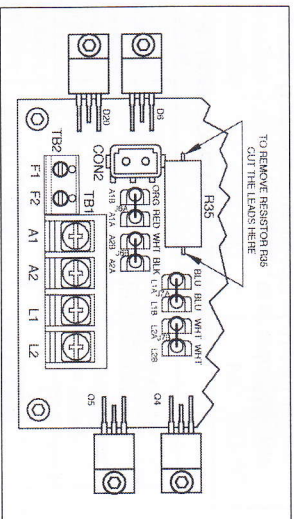 TO REMOVE RESISTOR R35
CUT THE LEADS HERE
D20
D6
CON2
R35
TB2
F1
F2
TB1
ORG
RED
WHT
BLK
A1B
A1A
A2B
A2A
BLU
BLU
WHT
WHT
L1A
L1B
L2A
L2B
A1
A2
L1
L2
Q5
Q4